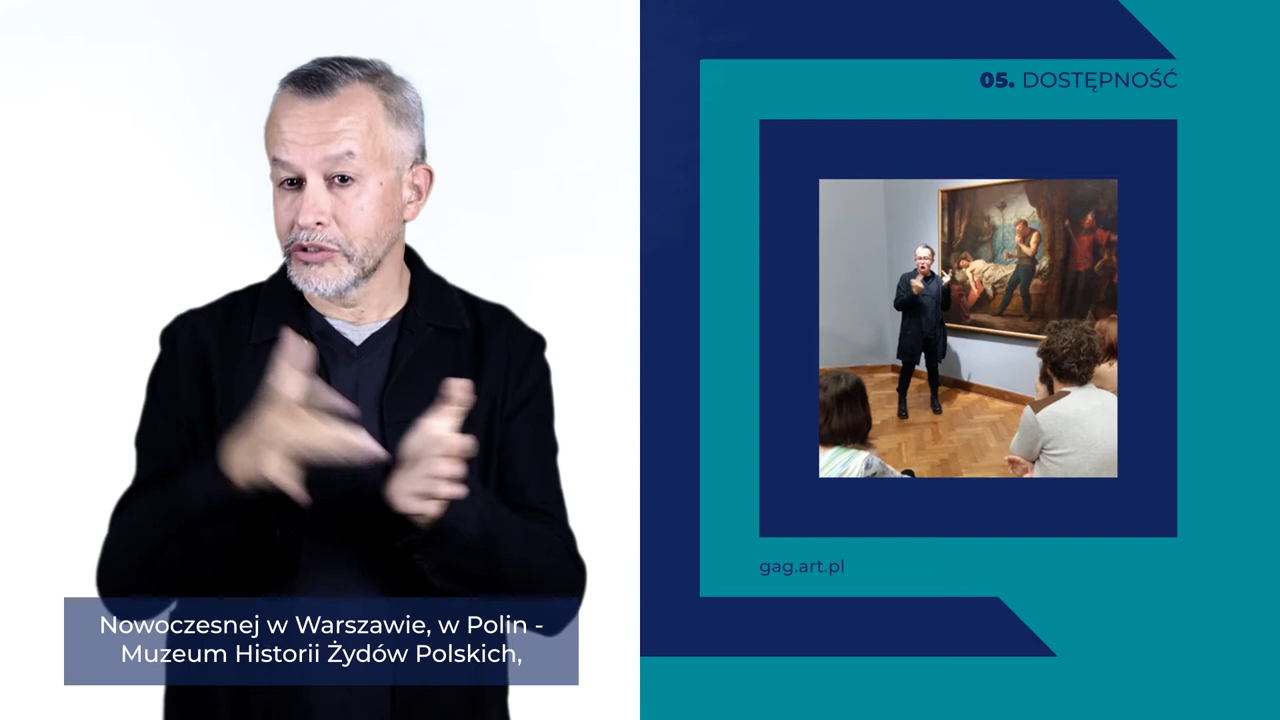 05. DOSTĘPNOŚĆ
gag.art.pl
Nowoczesnej w Warszawie, w Polin -
Muzeum Historii Żydów Polskich,